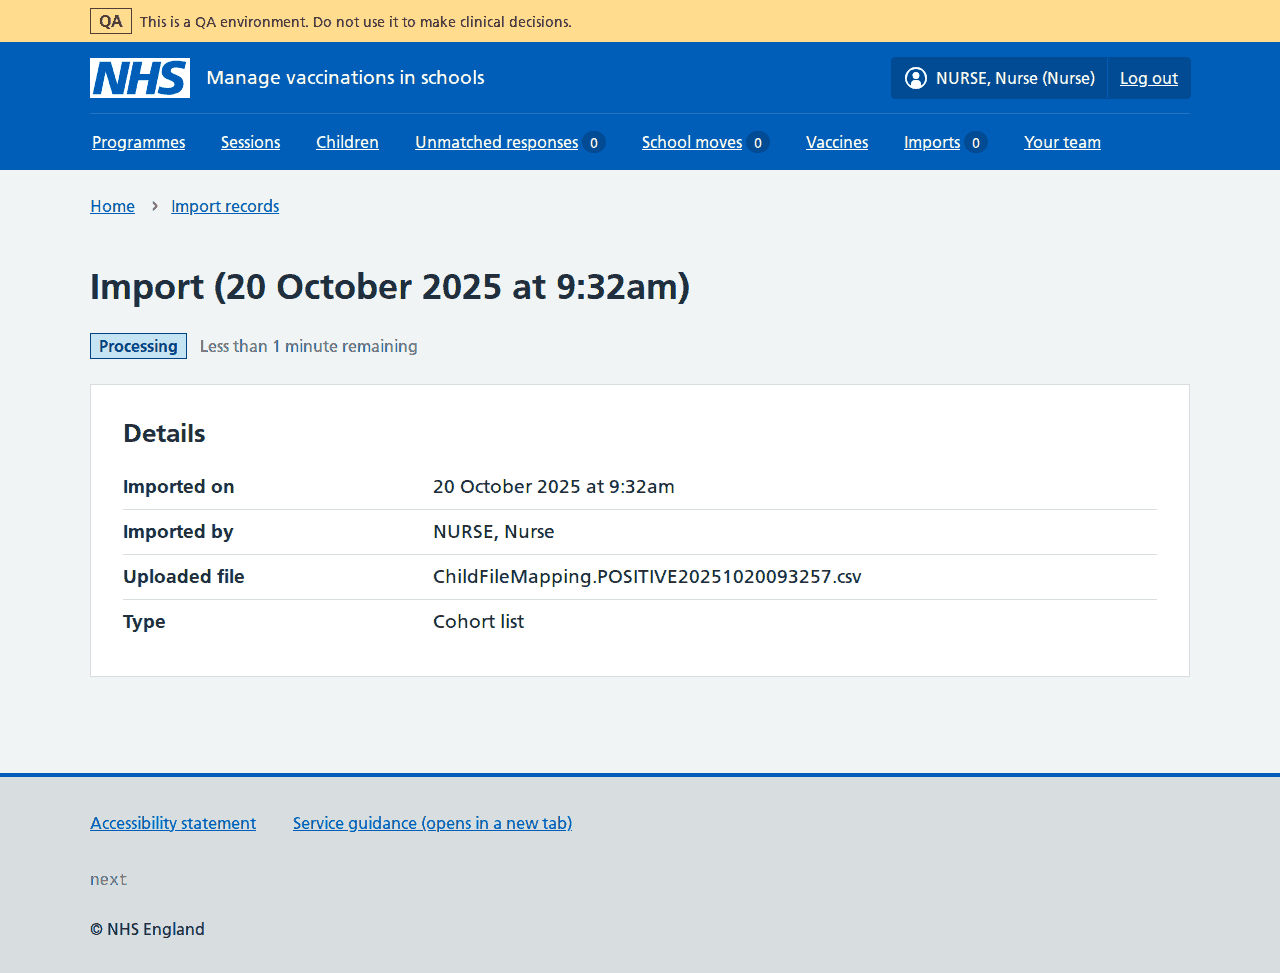 QA This is a QA environment. Do not use it to make clinical decisions.
NHS Manage vaccinations in schools NURSE, Nurse (Nurse) Log out
Programmes Sessions Children Unmatched responses 0 School moves 0 Vaccines Imports 0 Your team
Home Import records
Import (20 October 2025 at 9:32am)
Processing Less than 1 minute remaining
Details
Imported on 20 October 2025 at 9:32am
Imported by NURSE, Nurse
Uploaded file ChildFileMapping.POSITIVE20251020093257.csv
Type Cohort list
Accessibility statement Service guidance (opens in a new tab)
next
© NHS England